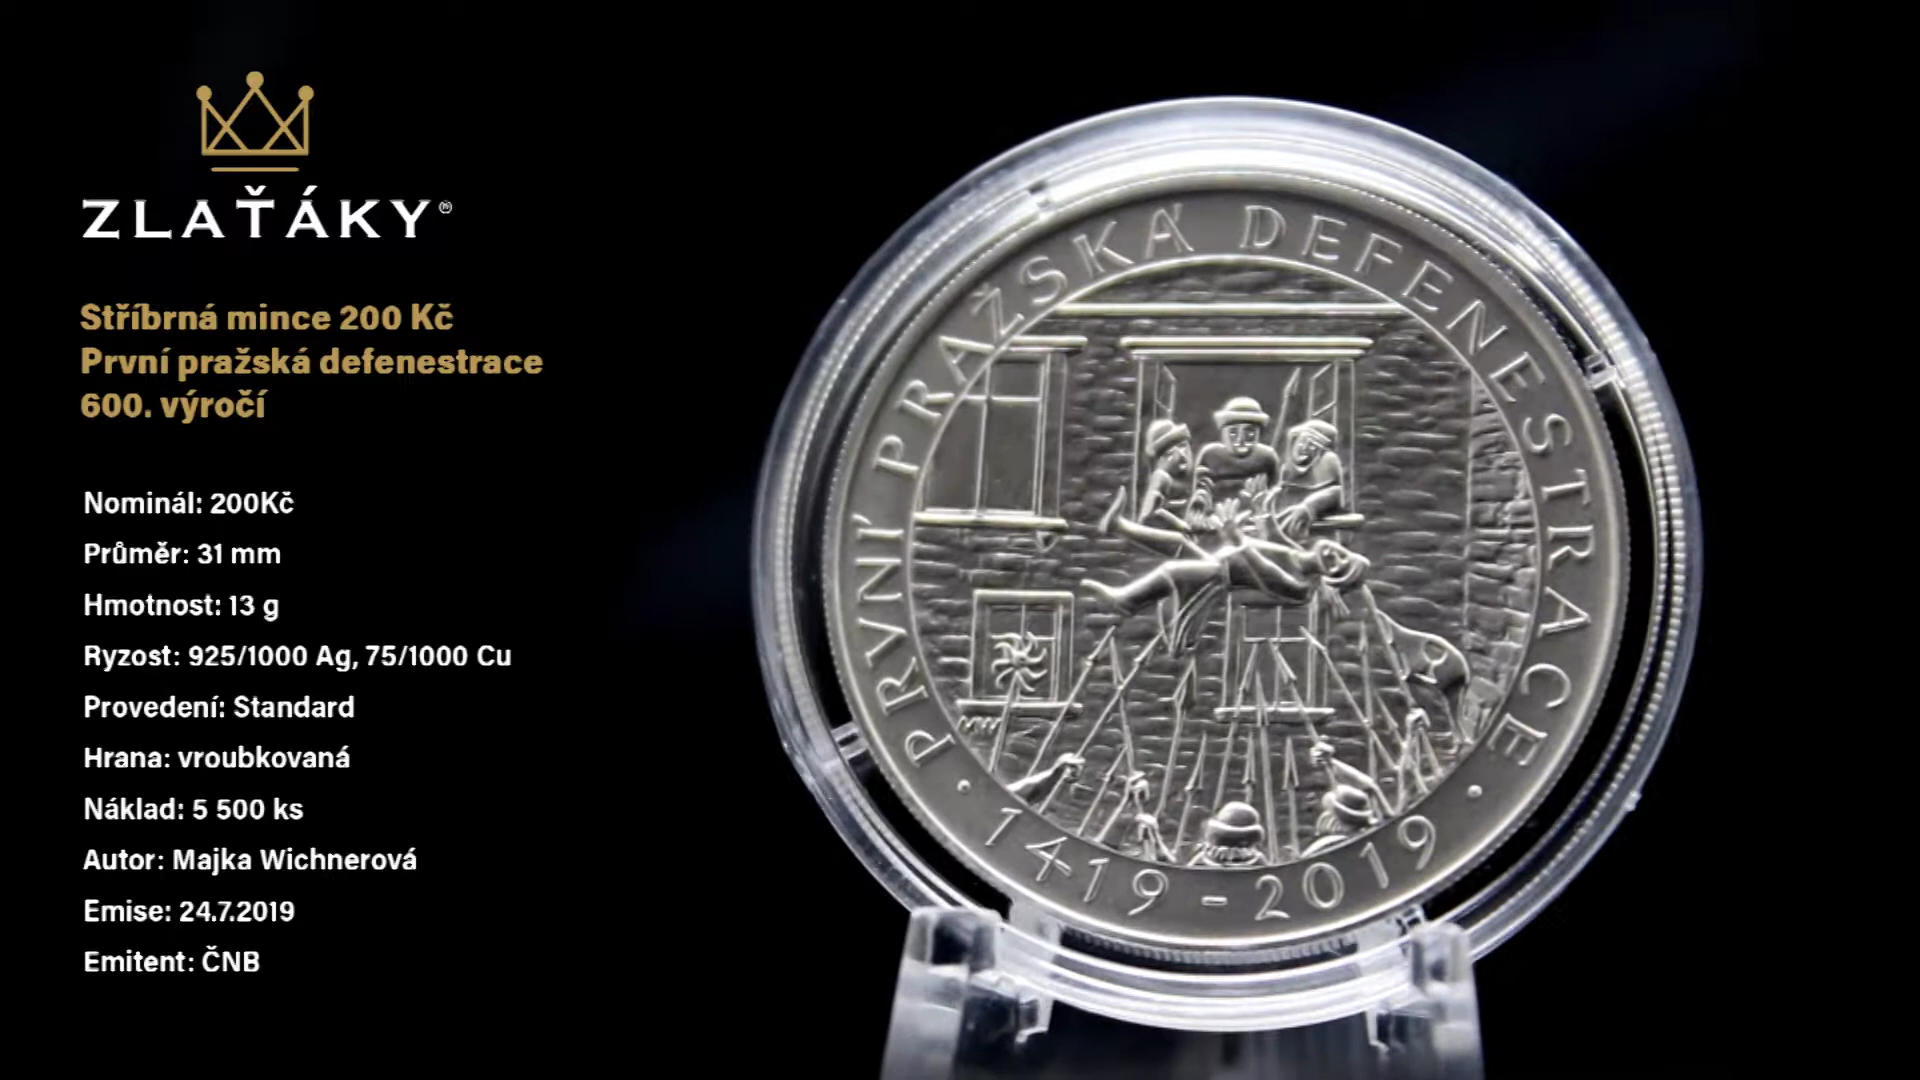 ZLAŤÁKY®
Stříbrná mince 200 Kč
První pražská defenestrace
600. výročí
Nominál: 200Kč
Průměr: 31 mm
Hmotnost: 13 g
Ryzost: 925/1000 Ag, 75/1000 Cu
Provedení: Standard
Hrana: vroubkovaná
Náklad: 5 500 ks
Autor: Majka Wichnerová
Emise: 24.7.2019
Emitent: ČNB
PRVNÍ PRAŽSKÁ DEFENESTRACE
· 1419 - 2019 ·
MW